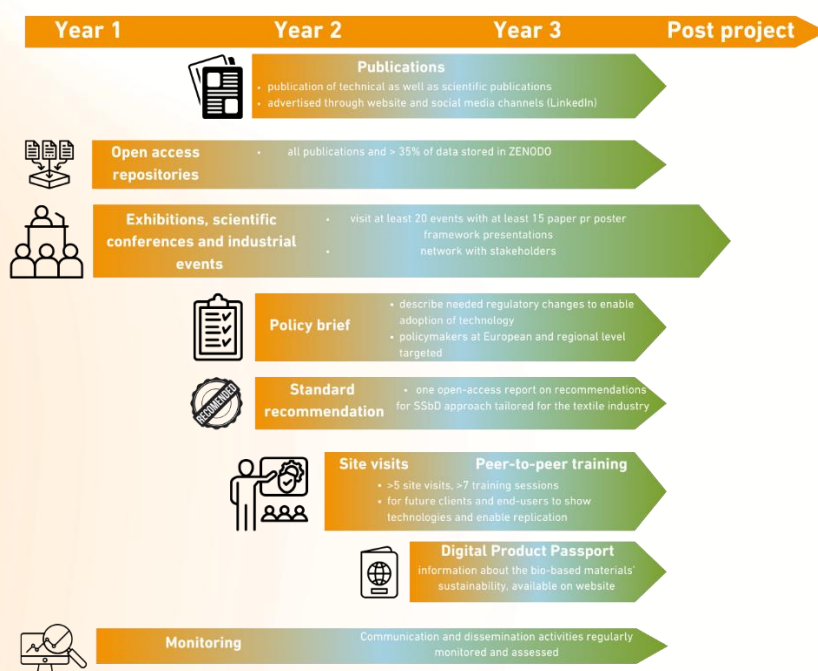 Year 1 Year 2 Year 3 Post project
Publications
• publication of technical as well as scientific publications
• advertised through website and social media channels (LinkedIn)
Open access
repositories
• all publications and > 35% of data stored in ZENODO
Exhibitions, scientific
conferences and industrial
events
• visit at least 20 events with at least 15 paper pr poster
framework presentations
• network with stakeholders
Policy brief
• describe needed regulatory changes to enable
adoption of technology
• policymakers at European and regional level
targeted
RECOMENDED
Standard
recommendation
• one open-access report on recommendations
for SSbD approach tailored for the textile industry
Site visits Peer-to-peer training
• >5 site visits, >7 training sessions
• for future clients and end-users to show
technologies and enable replication
Digital Product Passport
information about the bio-based materials'
sustainability, available on website
Monitoring
Communication and dissemination activities regularly
monitored and assessed